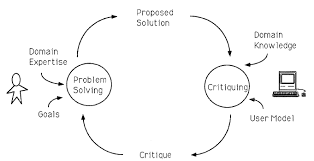 Proposed
Solution
Domain
Expertise
Domain
Knowledge
Problem
Solving
Critiquing
Goals
User Model
Critique